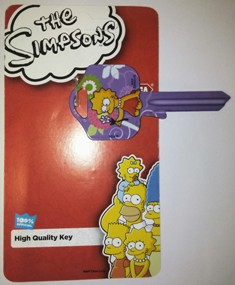 THE
SIMPSONS
100%
High Quality Key